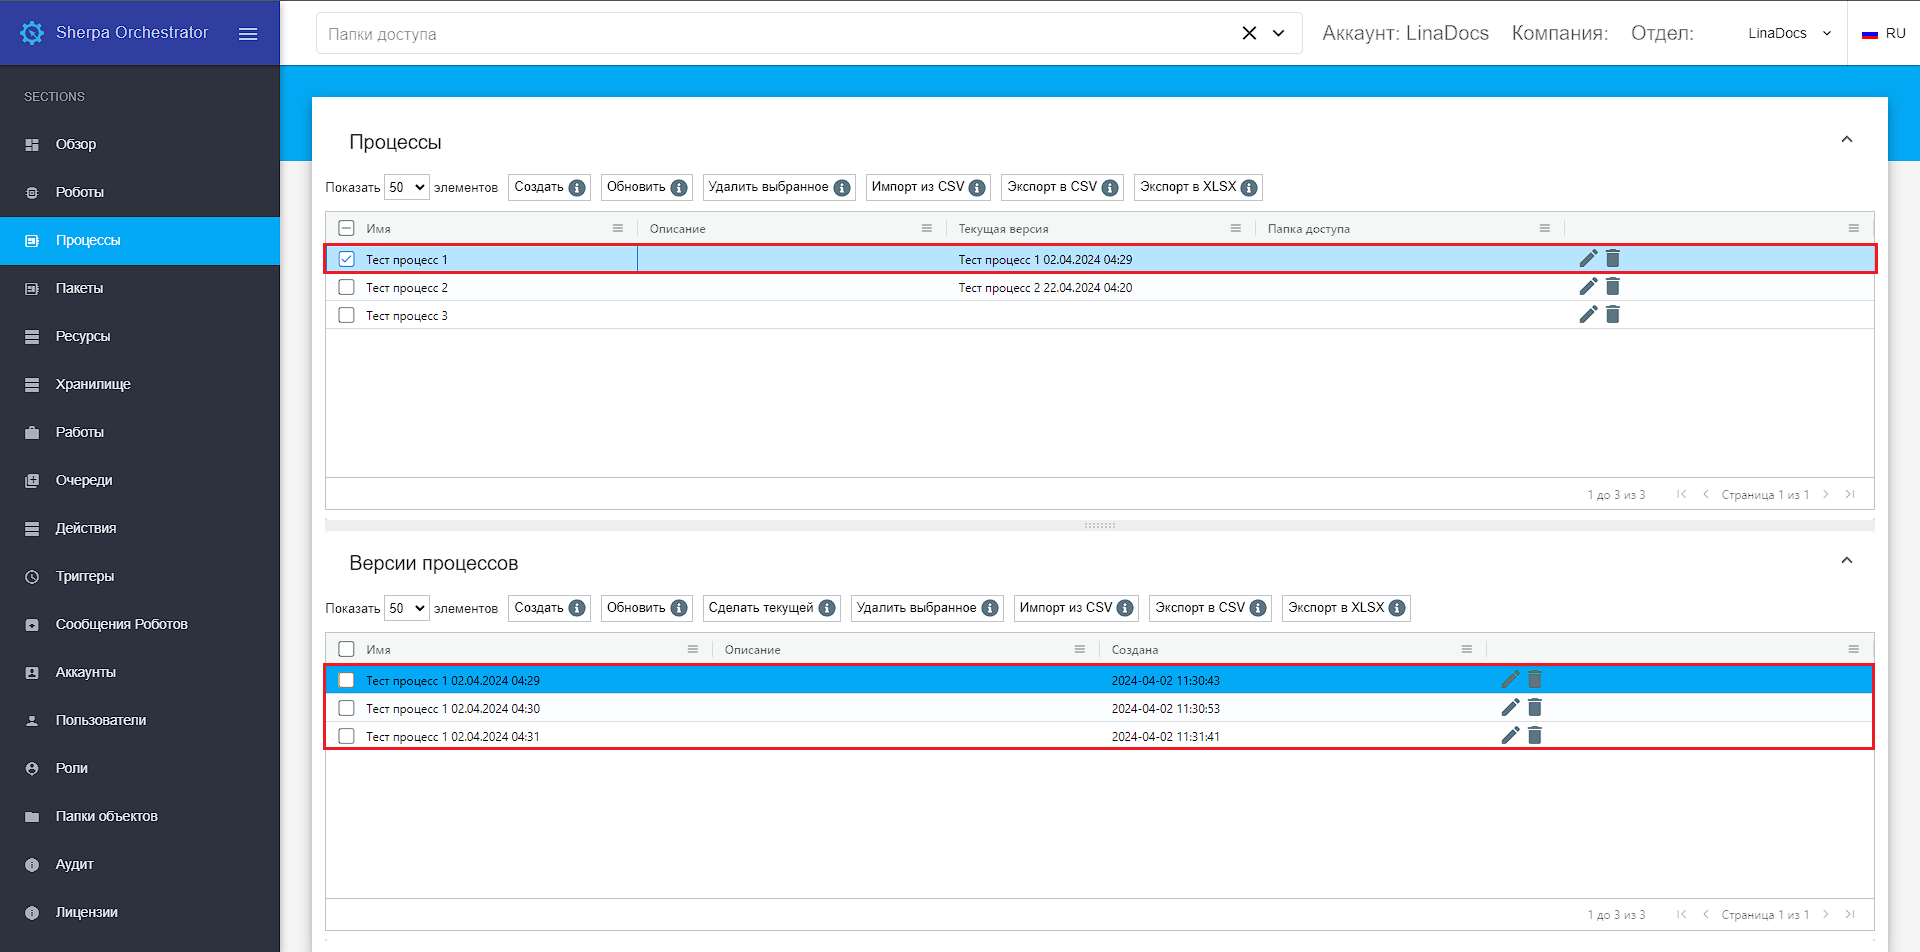 Sherpa Orchestrator
Папки доступа
Аккаунт: LinaDocs Компания: Отдел:
LinaDocs
RU
SECTIONS
Обзор
Роботы
Процессы
Пакеты
Ресурсы
Хранилище
Работы
Очереди
Действия
Триггеры
Сообщения Роботов
Аккаунты
Пользователи
Роли
Папки объектов
Аудит
Лицензии
Процессы
Показать 50 элементов Создать Обновить Удалить выбранное Импорт из CSV Экспорт в CSV Экспорт в XLSX
Имя Описание Текущая версия Папка доступа
Тест процесс 1 Тест процесс 1 02.04.2024 04:29
Тест процесс 2 Тест процесс 2 22.04.2024 04:20
Тест процесс 3
1 до 3 из 3 Страница 1 из 1
Версии процессов
Показать 50 элементов Создать Обновить Сделать текущей Удалить выбранное Импорт из CSV Экспорт в CSV Экспорт в XLSX
Имя Описание Создана
Тест процесс 1 02.04.2024 04:29 2024-04-02 11:30:43
Тест процесс 1 02.04.2024 04:30 2024-04-02 11:30:53
Тест процесс 1 02.04.2024 04:31 2024-04-02 11:31:41
1 до 3 из 3 Страница 1 из 1